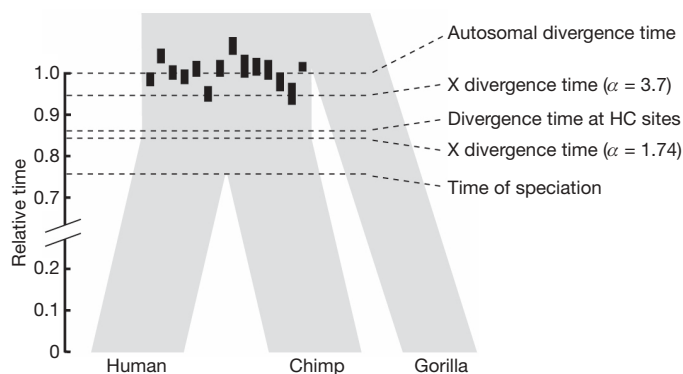 Autosomal divergence time
1.0
X divergence time (α = 3.7)
0.9
Divergence time at HC sites
0.8
X divergence time (α = 1.74)
Time of speciation
0.7
Relative time
0.2
0.1
0
Human Chimp Gorilla